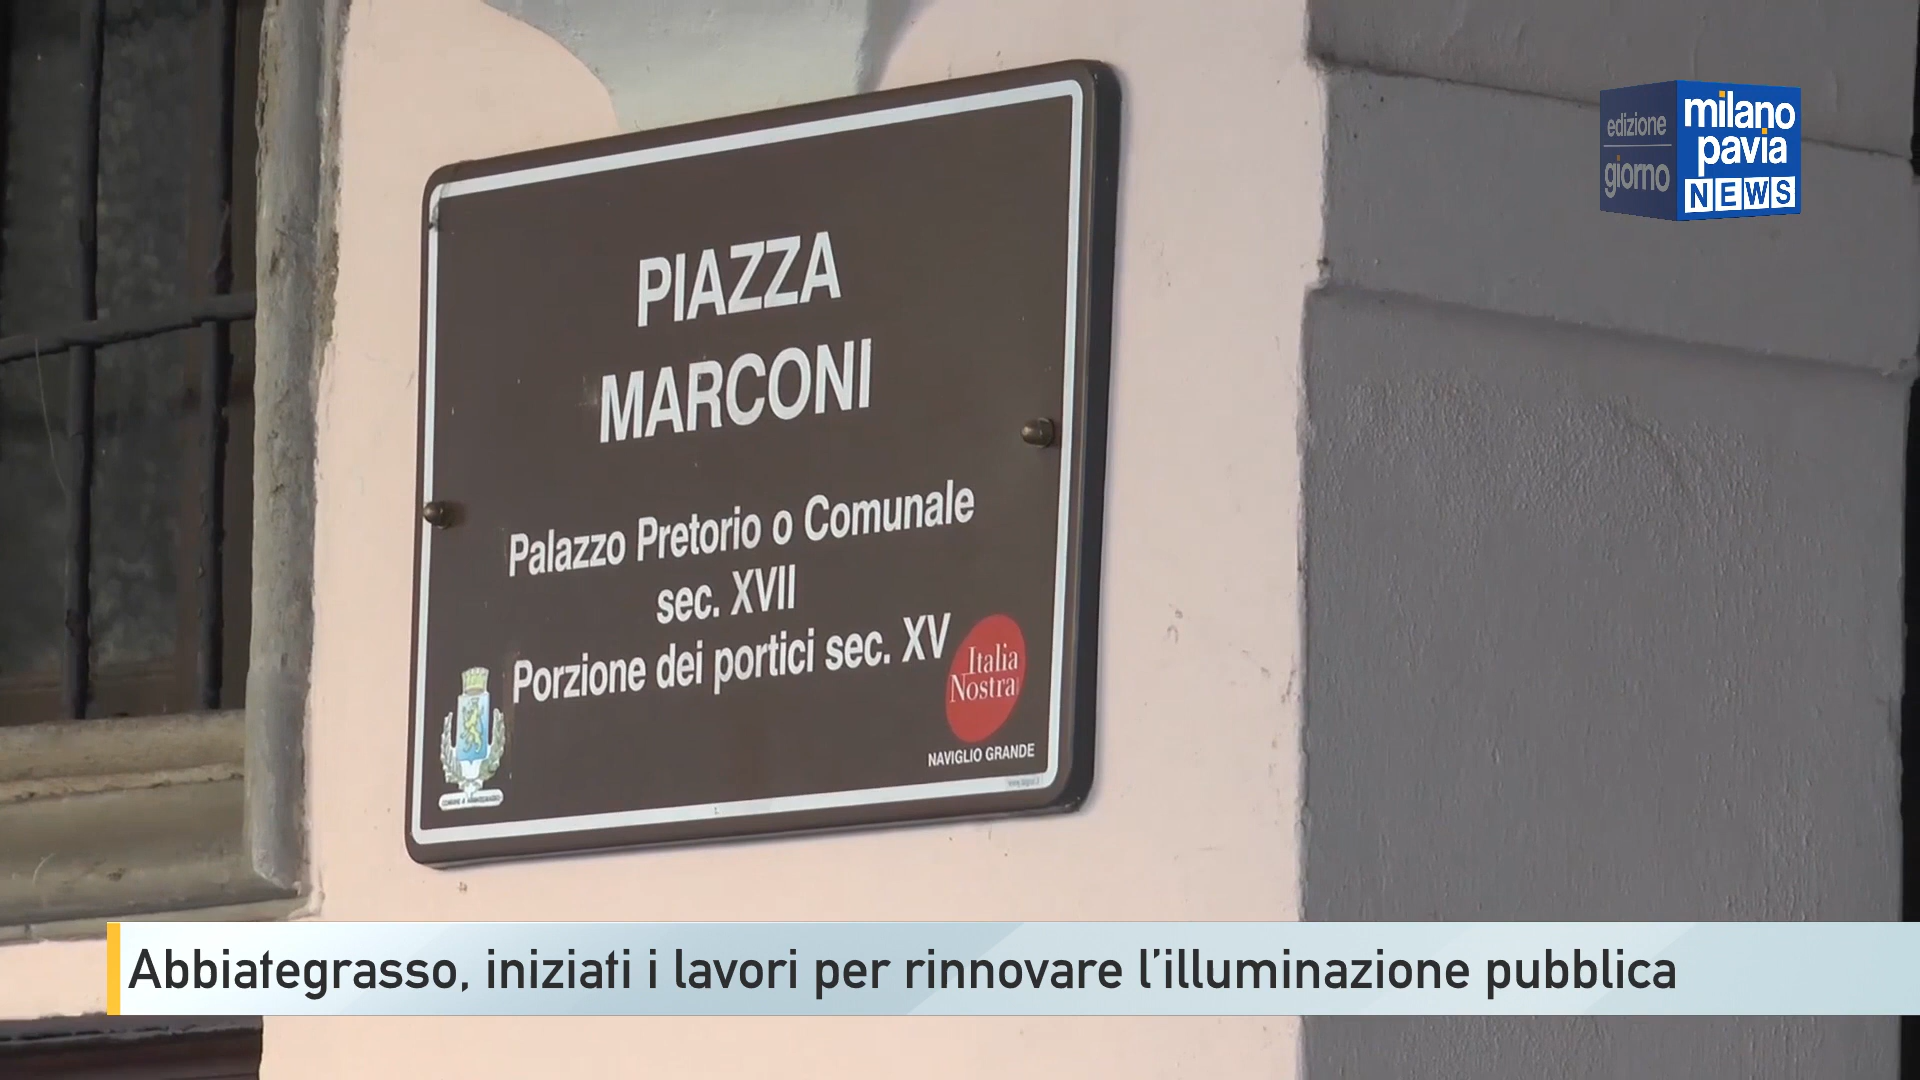 edizione
giorno
milano
pavia
NEWS
PIAZZA
MARCONI
Palazzo Pretorio o Comunale
sec. XVII
Porzione dei portici sec. XV
Italia
Nostra
NAVIGLIO GRANDE
Abbiategrasso, iniziati i lavori per rinnovare l’illuminazione pubblica